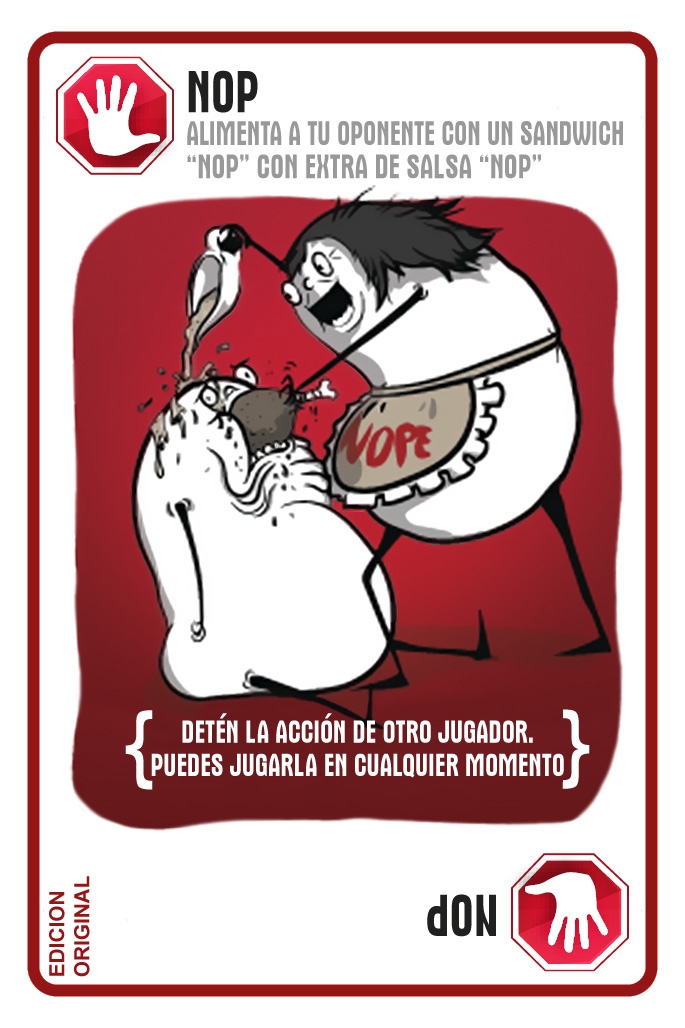 NOP
ALIMENTA A TU OPONENTE CON UN SANDWICH
“NOP” CON EXTRA DE SALSA “NOP”
NOPE
DETÉN LA ACCIÓN DE OTRO JUGADOR.
PUEDES JUGARLA EN CUALQUIER MOMENTO
EDICION
ORIGINAL
NOP